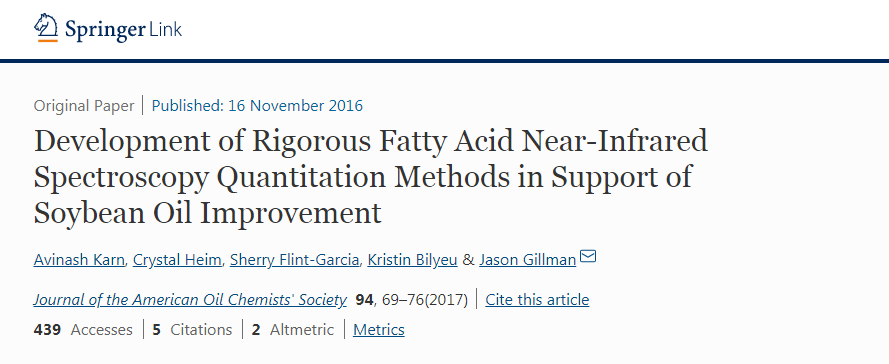 Springer Link
Original Paper | Published: 16 November 2016
Development of Rigorous Fatty Acid Near-Infrared
Spectroscopy Quantitation Methods in Support of
Soybean Oil Improvement
Avinash Karn, Crystal Heim, Sherry Flint-Garcia, Kristin Bilyeu & Jason Gillman
Journal of the American Oil Chemists' Society 94, 69–76(2017) | Cite this article
439 Accesses | 5 Citations | 2 Altmetric | Metrics